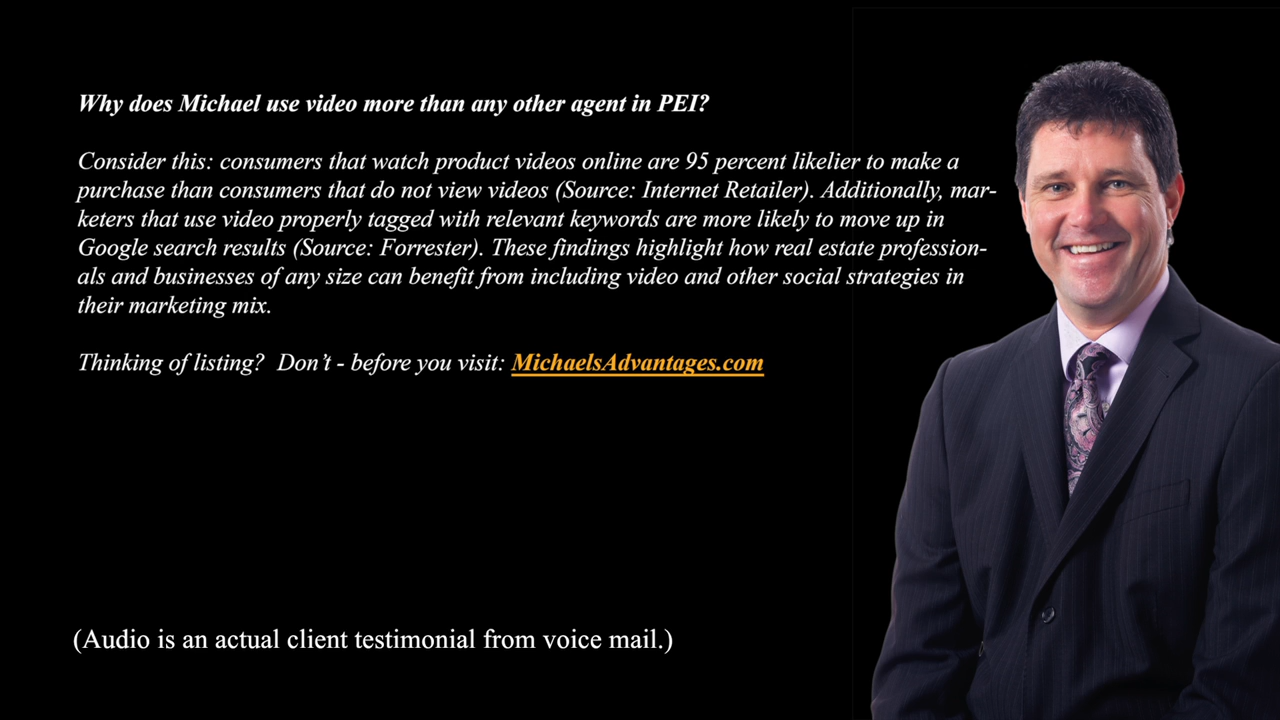 Why does Michael use video more than any other agent in PEI?
Consider this: consumers that watch product videos online are 95 percent likelier to make a
purchase than consumers that do not view videos (Source: Internet Retailer). Additionally, mar-
keters that use video properly tagged with relevant keywords are more likely to move up in
Google search results (Source: Forrester). These findings highlight how real estate profession-
als and businesses of any size can benefit from including video and other social strategies in
their marketing mix.
Thinking of listing?  Don’t - before you visit: MichaelsAdvantages.com
(Audio is an actual client testimonial from voice mail.)